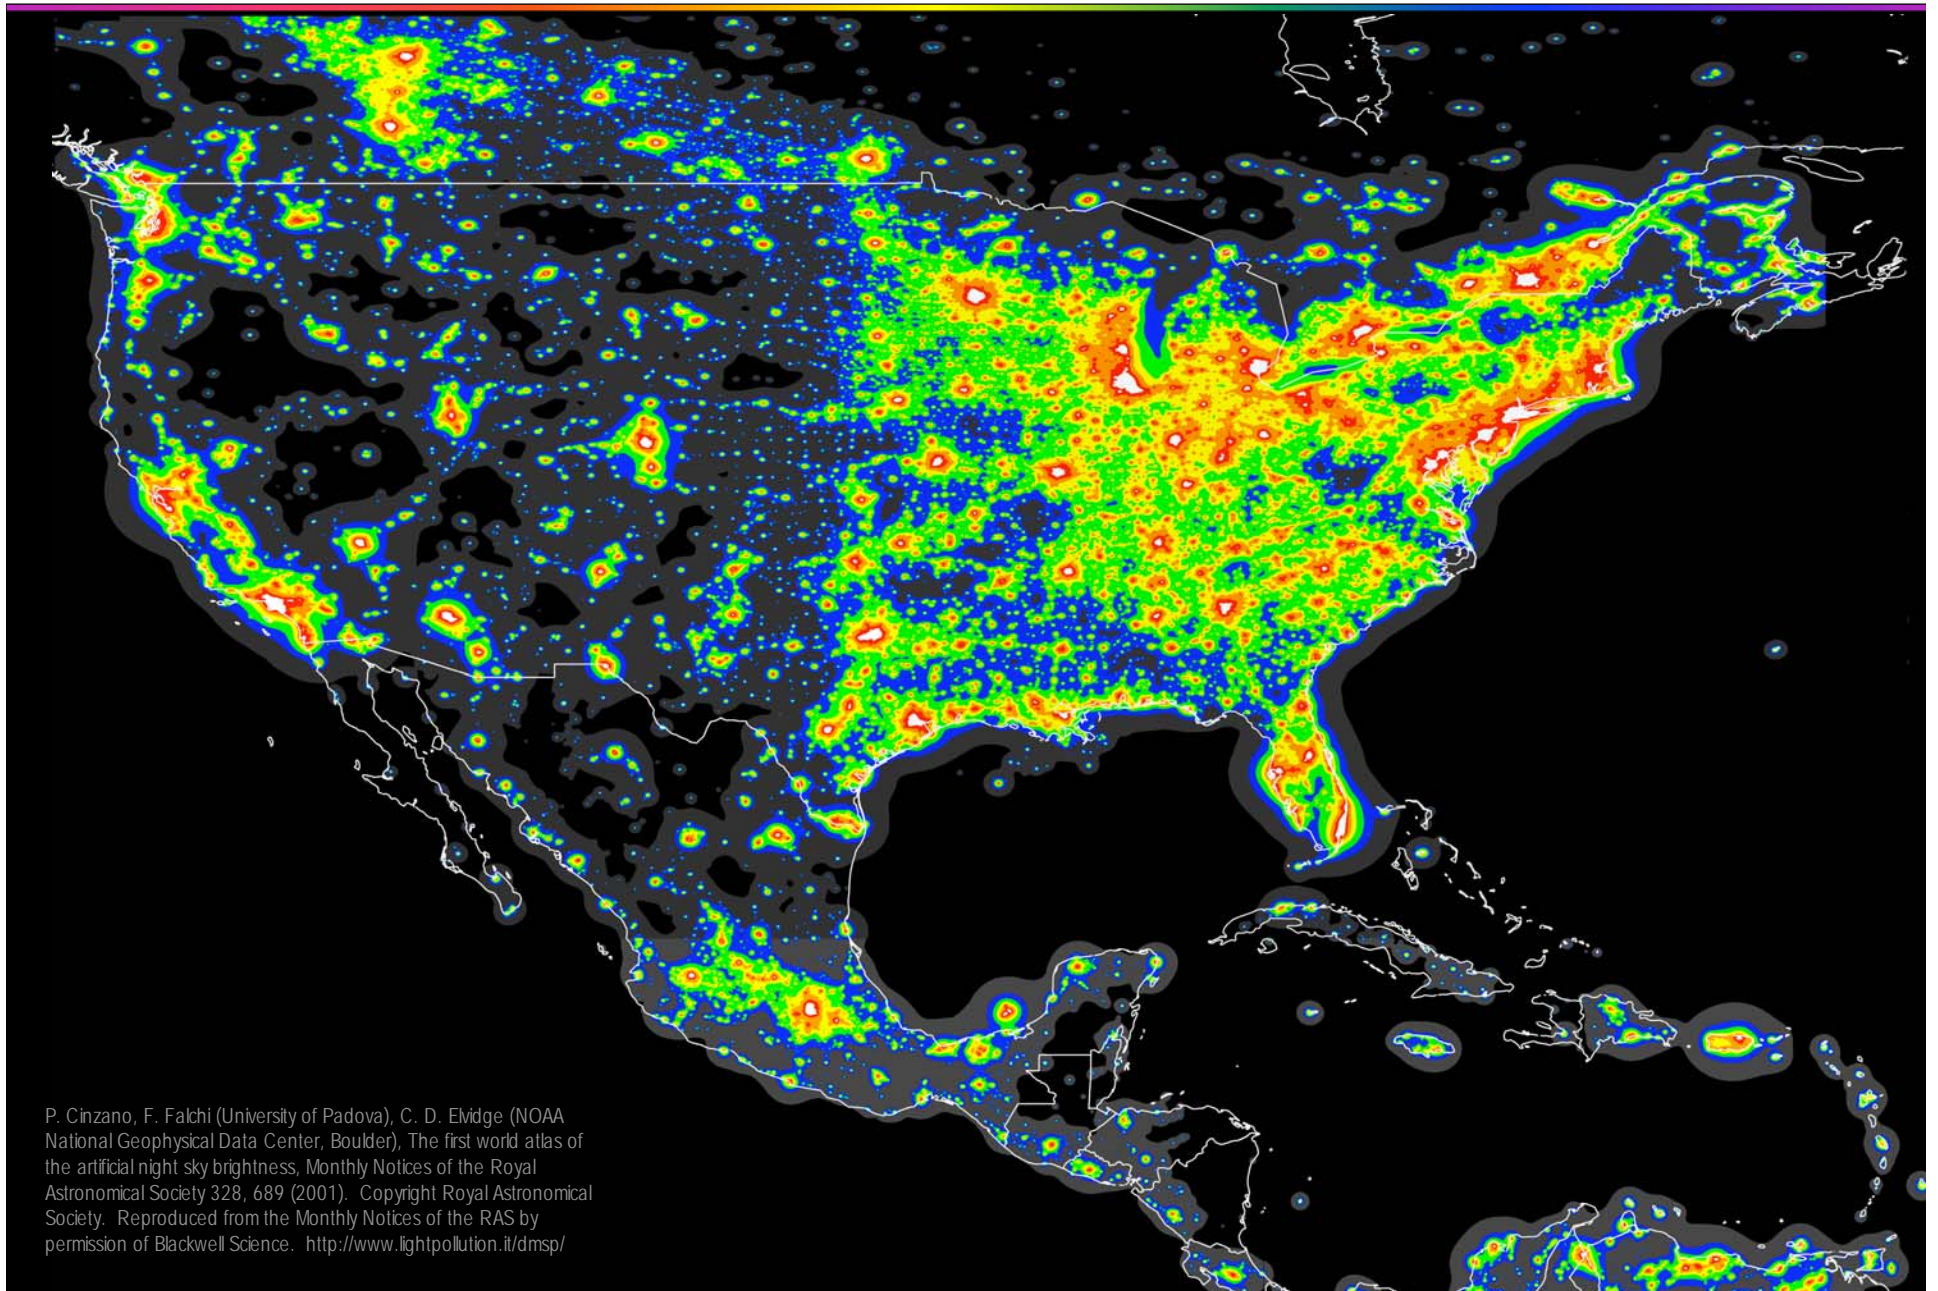 P. Cinzano, F. Falchi (University of Padova), C. D. Elvidge (NOAA
National Geophysical Data Center, Boulder), The first world atlas of
the artificial night sky brightness, Monthly Notices of the Royal
Astronomical Society 328, 689 (2001).  Copyright Royal Astronomical
Society.  Reproduced from the Monthly Notices of the RAS by
permission of Blackwell Science.  http://www.lightpollution.it/dmsp/